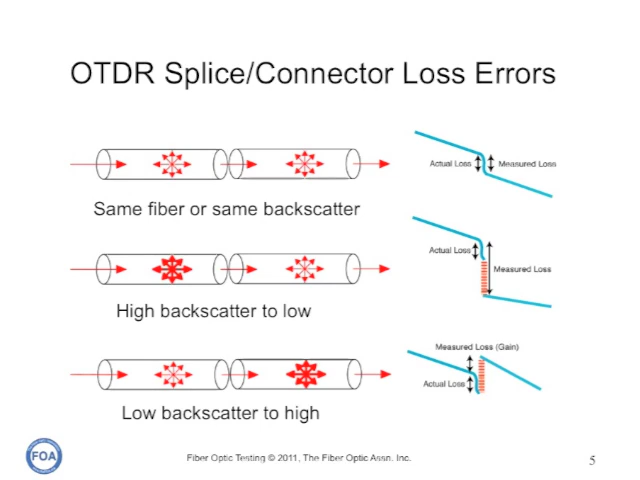 OTDR Splice/Connector Loss Errors
Actual Loss
Measured Loss
Same fiber or same backscatter
Actual Loss
Measured Loss
High backscatter to low
Measured Loss (Gain)
Actual Loss
Low backscatter to high
FOA
Fiber Optic Testing © 2011, The Fiber Optic Assn. Inc.
5